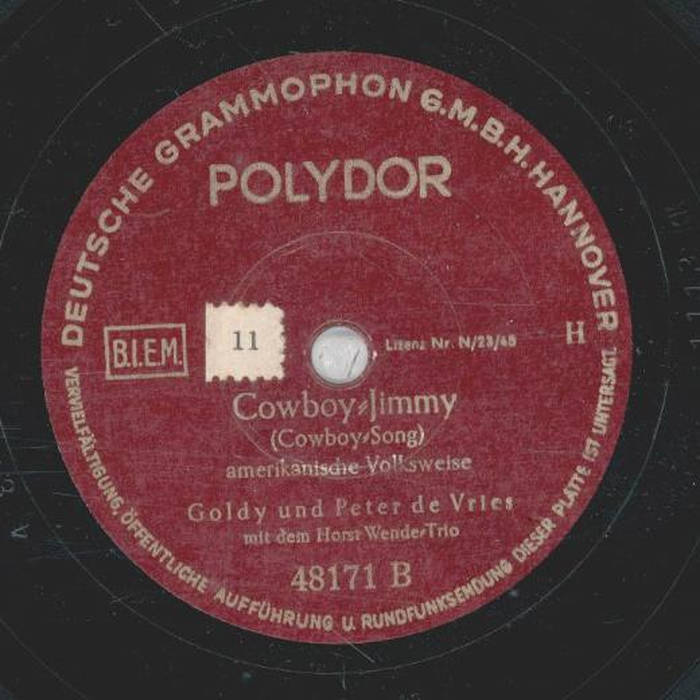 DEUTSCHE GRAMMOPHON G.M.B.H. HANNOVER
POLYDOR
B.I.E.M.
11
Lizenz Nr. N/23/48
H
Cowboy-Jimmy
(Cowboy-Song)
amerikanische Volksweise
Goldy und Peter de Vries
mit dem Horst Wende-Trio
48171 B
VERVIELFÄLTIGUNG, ÖFFENTLICHE AUFFÜHRUNG U. RUNDFUNKSENDUNG DIESER PLATTE IST UNTERSAGT.